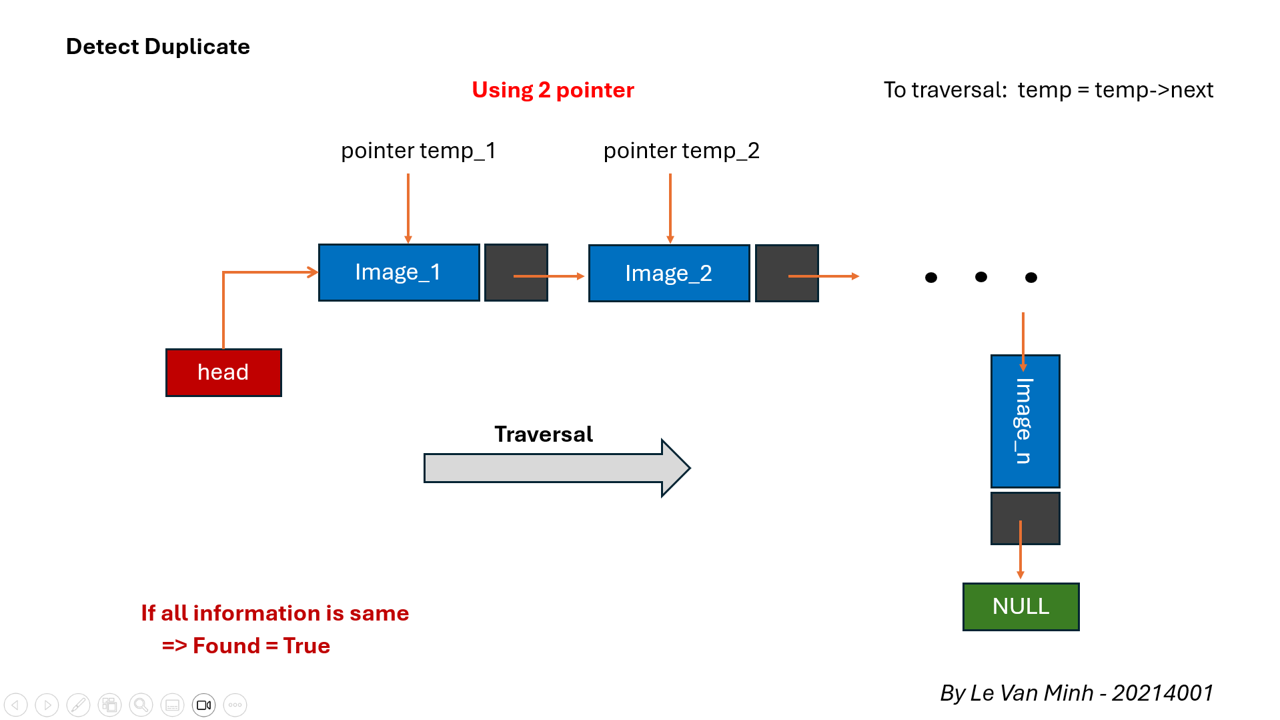 Detect Duplicate
Using 2 pointer
To traversal:  temp = temp->next
pointer temp_1
pointer temp_2
Image_1
Image_2
head
Image_n
Traversal
NULL
If all information is same
=> Found = True
By Le Van Minh - 20214001